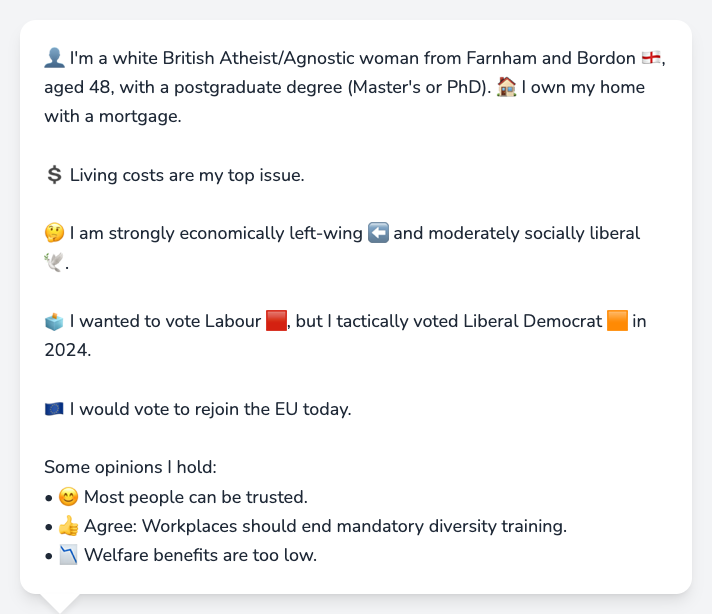 👤 I'm a white British Atheist/Agnostic woman from Farnham and Bordon 🏴󠁧󠁢󠁥󠁮󠁧󠁿,
aged 48, with a postgraduate degree (Master's or PhD). 🏠 I own my home
with a mortgage.
💲 Living costs are my top issue.
🤔 I am strongly economically left-wing ⬅️ and moderately socially liberal
🕊️.
🗳️ I wanted to vote Labour 🟥, but I tactically voted Liberal Democrat 🟧 in
2024.
🇪🇺 I would vote to rejoin the EU today.
Some opinions I hold:
• 😊 Most people can be trusted.
• 👍 Agree: Workplaces should end mandatory diversity training.
• 📉 Welfare benefits are too low.